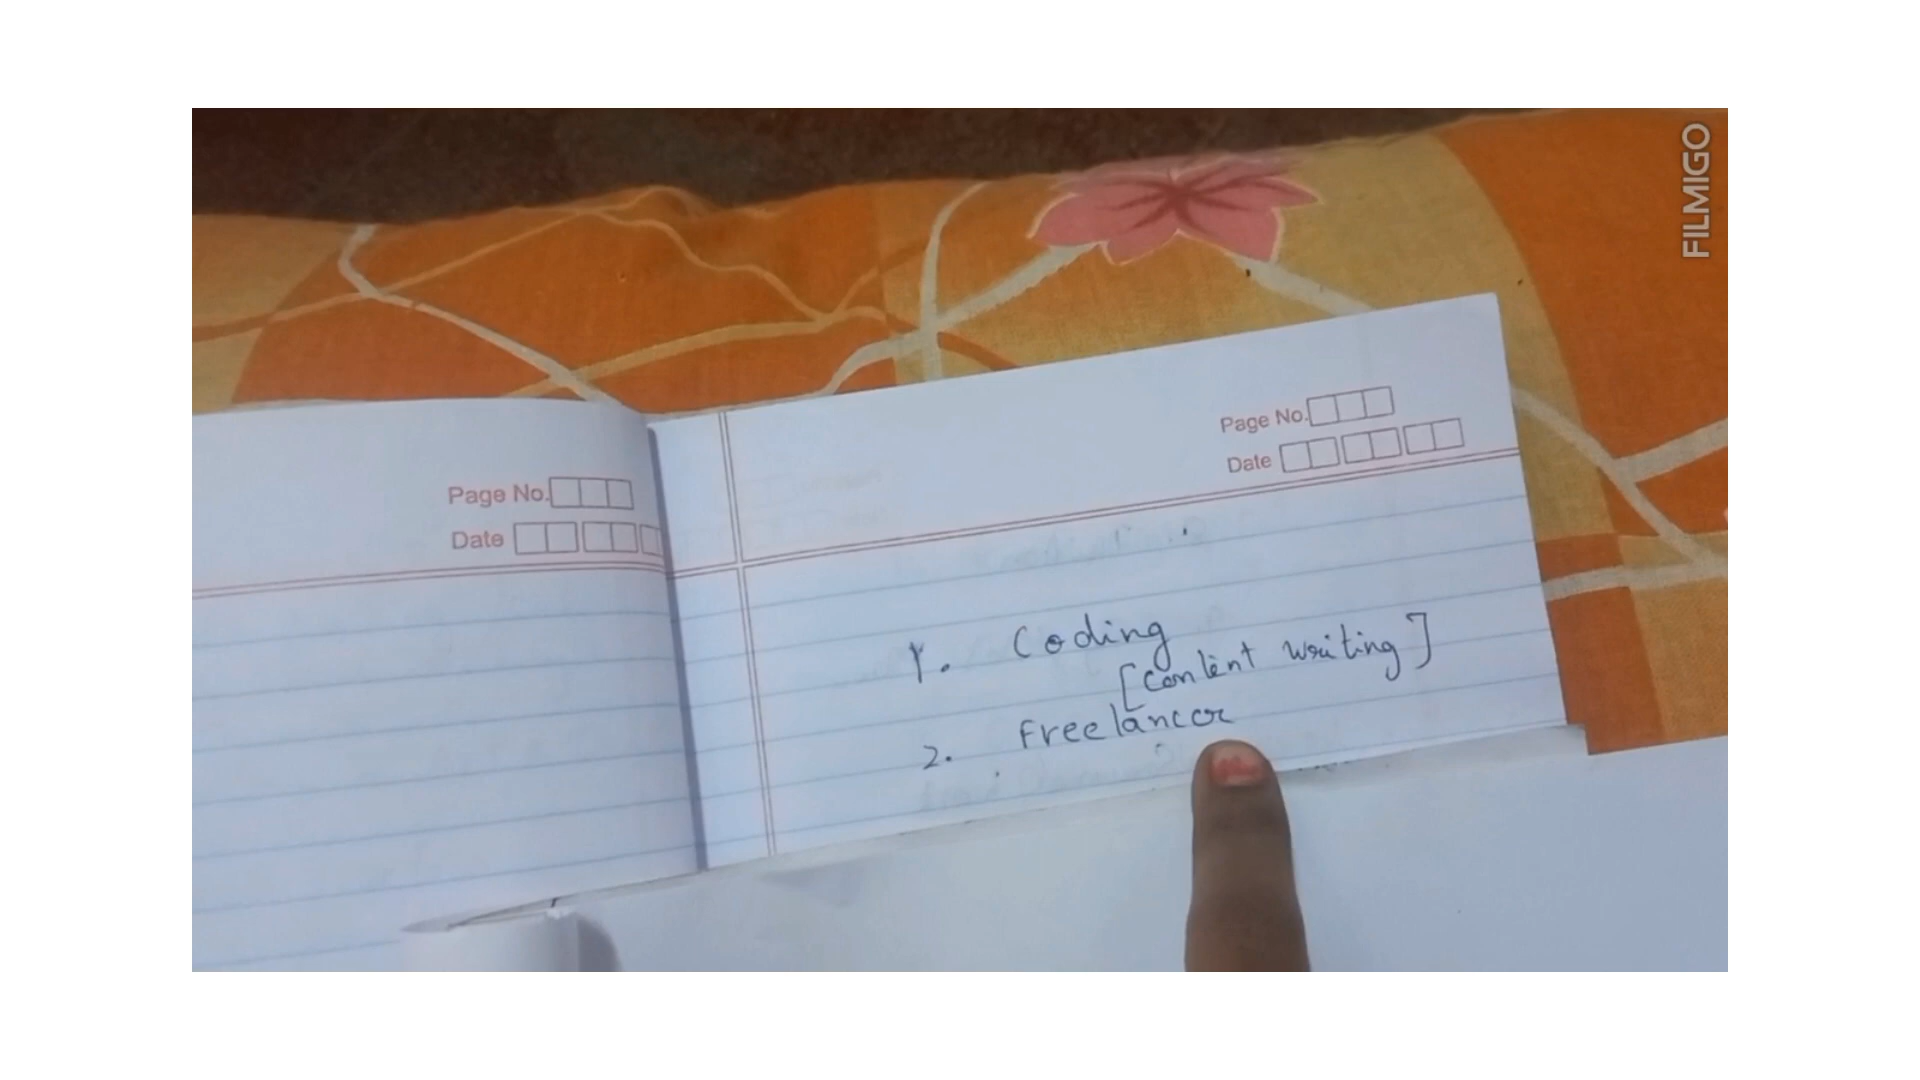 FILMIGO
Page No.
Date
Page No.
Date
1. Coding
[Content writing]
2. Freelancer